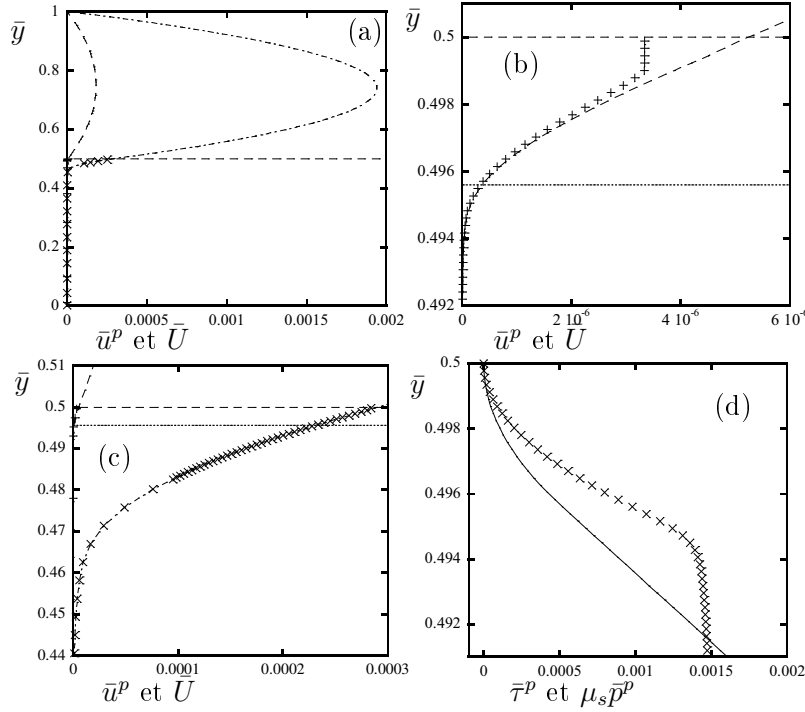 ȳ
(a)
1
0.8
0.6
0.4
0.2
0
0 0.0005 0.001 0.0015 0.002
ū^p et Ū
ȳ
(b)
0.5
0.498
0.496
0.494
0.492
0 2 10^-6 4 10^-6 6 10^-6
ū^p et Ū
ȳ
(c)
0.51
0.5
0.49
0.48
0.47
0.46
0.45
0.44
0 0.0001 0.0002 0.0003
ū^p et Ū
ȳ
(d)
0.5
0.498
0.496
0.494
0.492
0 0.0005 0.001 0.0015 0.002
τ̄^p et μ_s p̄^p